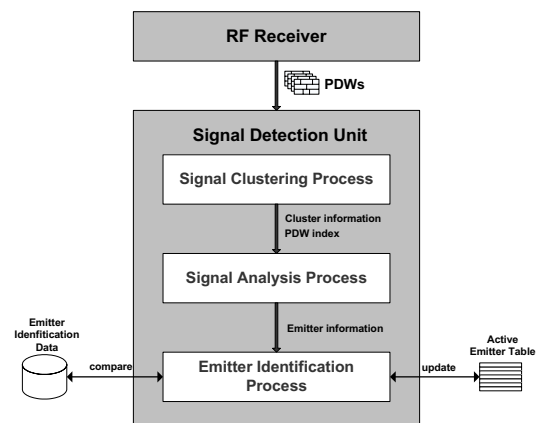 RF Receiver
PDWs
Signal Detection Unit
Signal Clustering Process
Cluster information
PDW index
Signal Analysis Process
Emitter information
Emitter
Idenfitication
Data
compare
Emitter Identification
Process
update
Active
Emitter Table